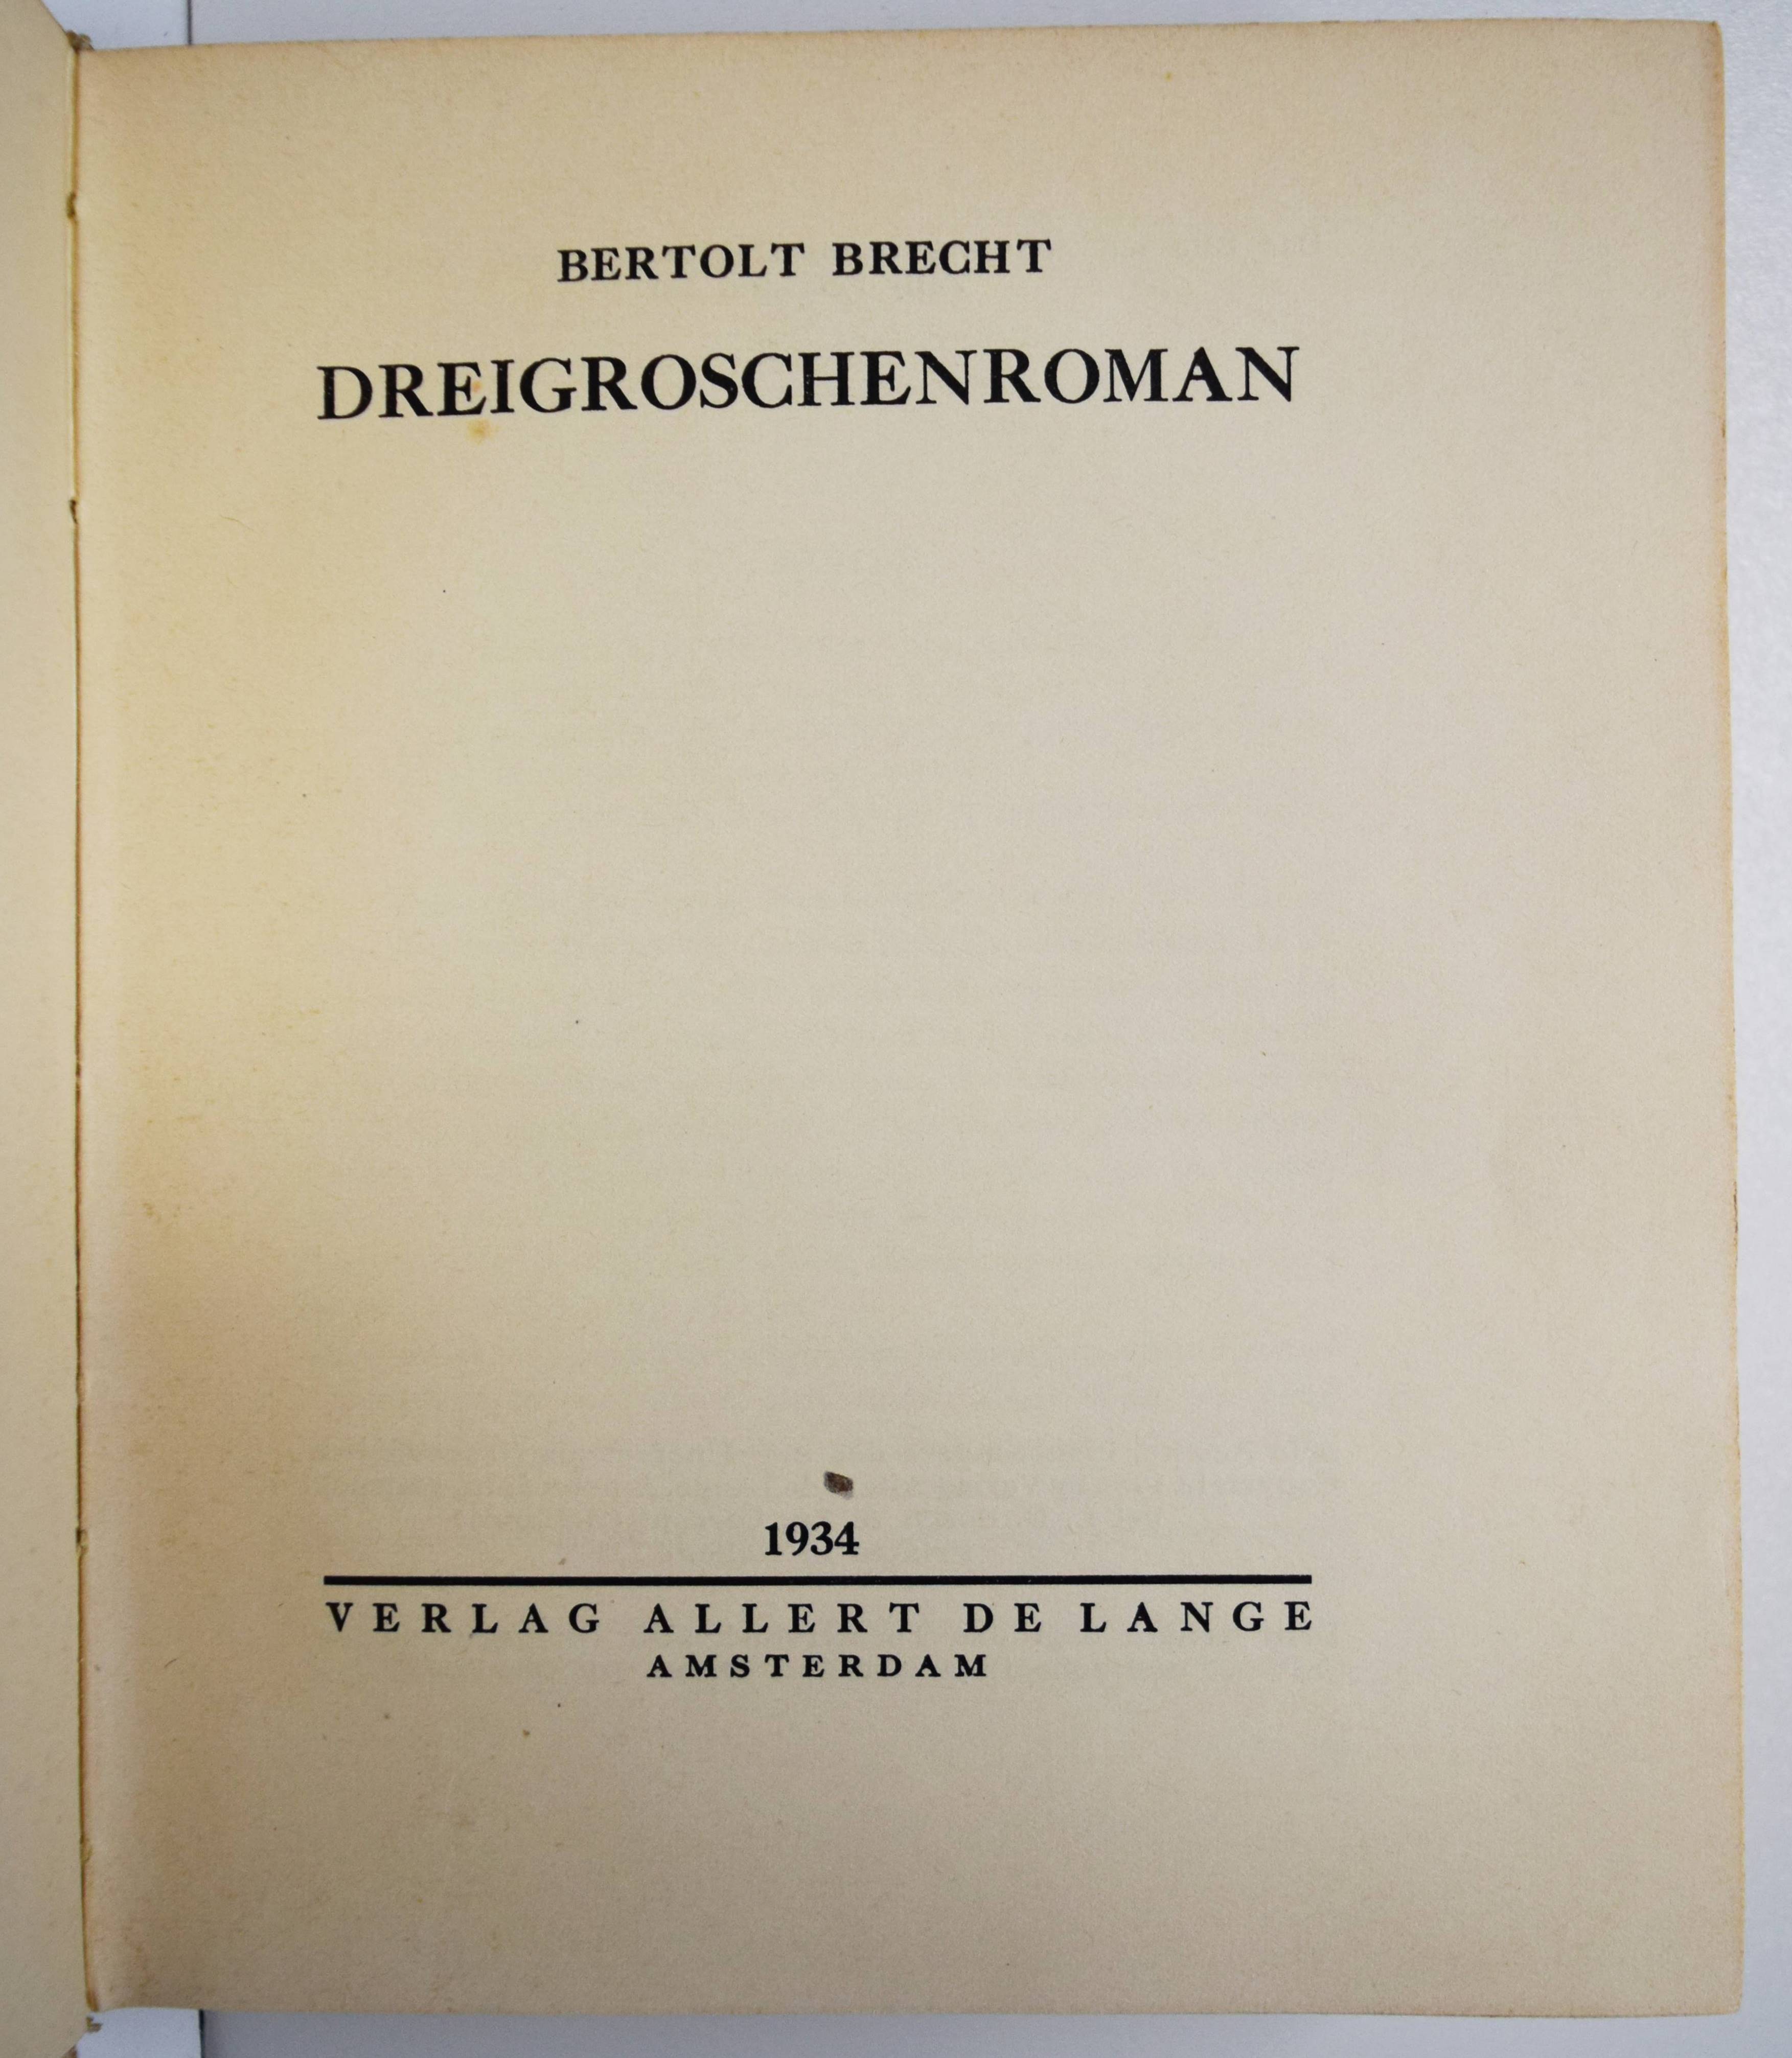 BERTOLT BRECHT
DREIGROSCHENROMAN
1934
VERLAG ALLERT DE LANGE
AMSTERDAM